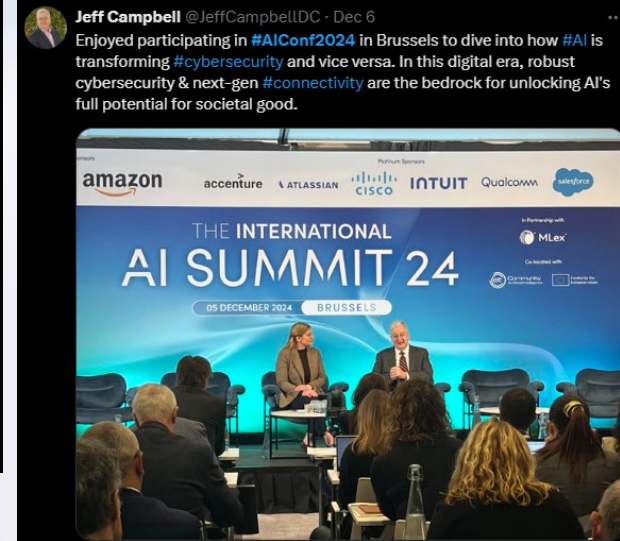 Jeff Campbell @JeffCampbellDC · Dec 6
Enjoyed participating in #AIConf2024 in Brussels to dive into how #AI is
transforming #cybersecurity and vice versa. In this digital era, robust
cybersecurity & next-gen #connectivity are the bedrock for unlocking AI's
full potential for societal good.
Platinum Sponsors
amazon accenture ATLASSIAN CISCO INTUIT Qualcomm salesforce
THE INTERNATIONAL
AI SUMMIT 24
05 DECEMBER 2024 BRUSSELS
In Partnership with
MLex
Co-located with
Community